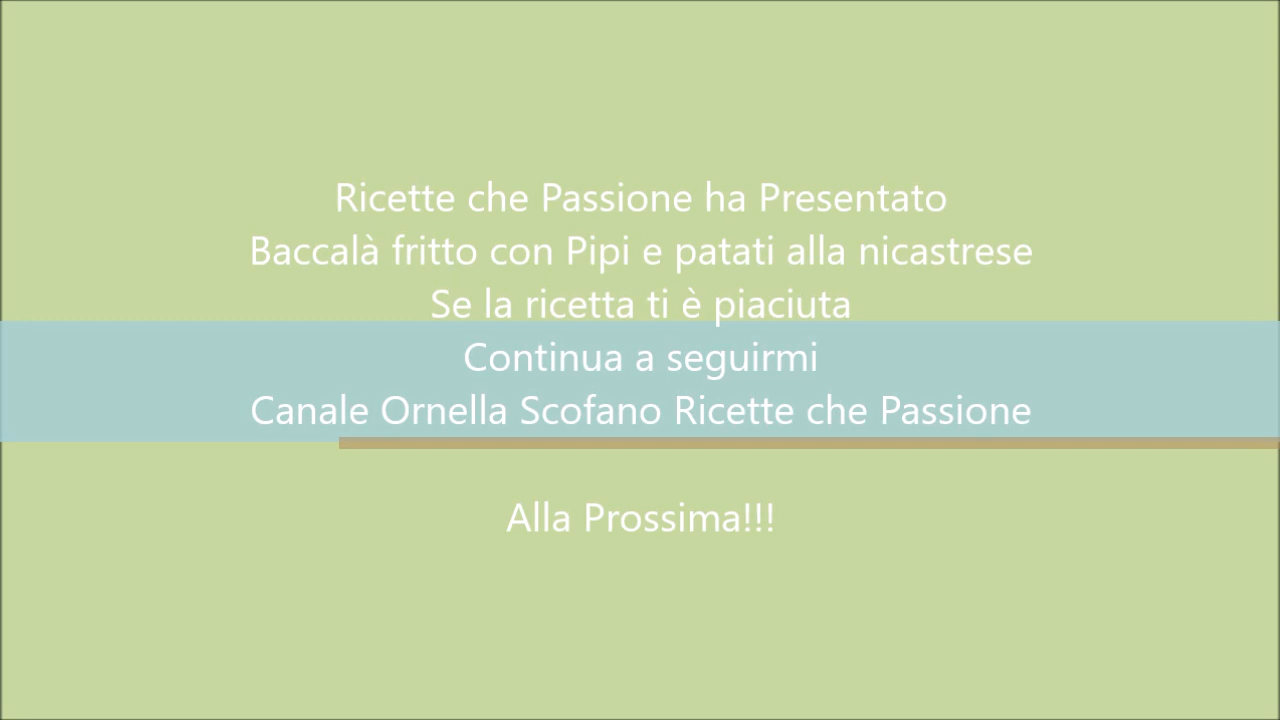 Ricette che Passione ha Presentato
Baccalà fritto con Pipi e patati alla nicastrese
Se la ricetta ti è piaciuta
Continua a seguirmi
Canale Ornella Scofano Ricette che Passione
Alla Prossima!!!